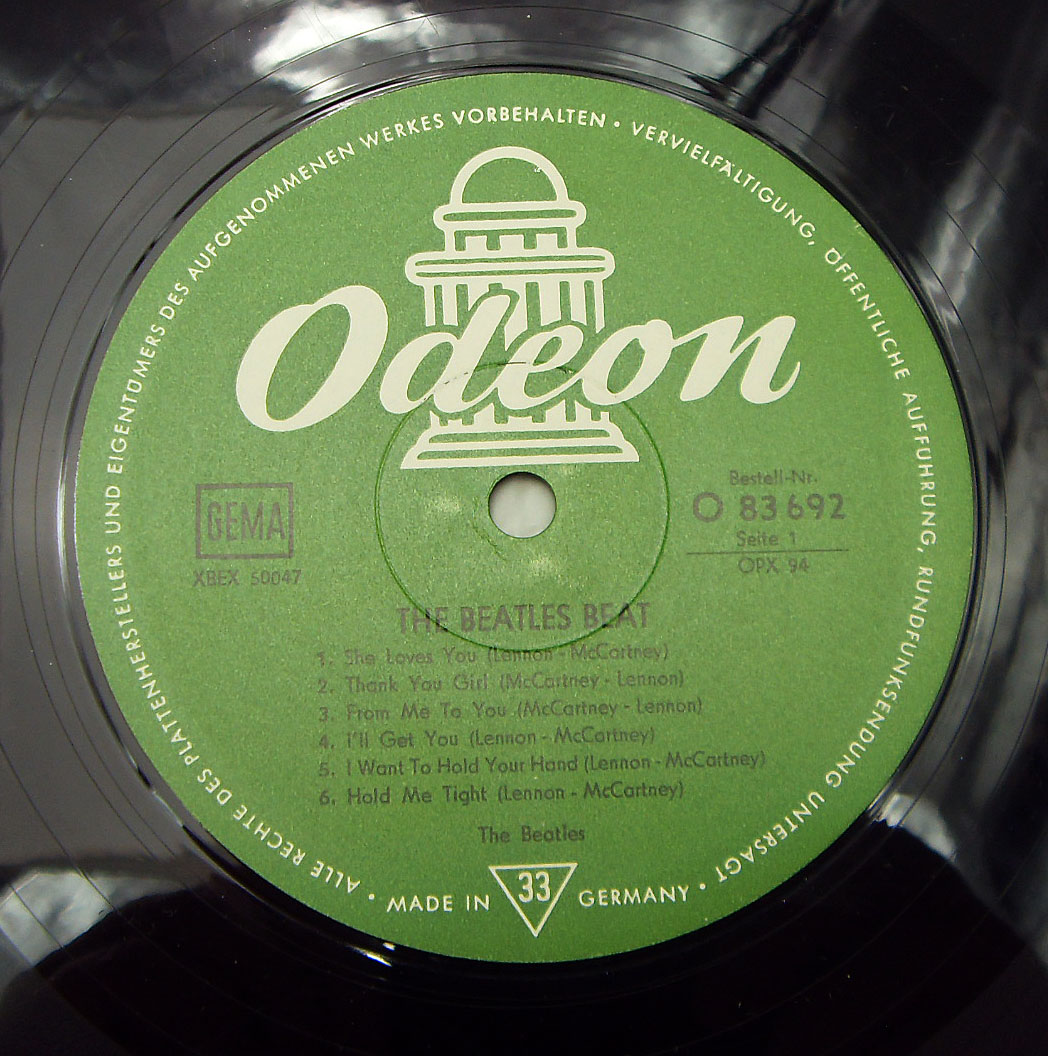 ALLE RECHTE DES PLATTENHERSTELLERS UND EIGENTÜMERS DES AUFGENOMMENEN WERKES VORBEHALTEN • VERVIELFÄLTIGUNG, ÖFFENTLICHE AUFFÜHRUNG, RUNDFUNKSENDUNG UNTERSAGT •
Odeon
GEMA
XBEX 50047
Bestell-Nr.
O 83 692
Seite 1
OPX 94
THE BEATLES BEAT
1. She Loves You (Lennon - McCartney)
2. Thank You Girl (McCartney - Lennon)
3. From Me To You (McCartney - Lennon)
4. I'll Get You (Lennon - McCartney)
5. I Want To Hold Your Hand (Lennon - McCartney)
6. Hold Me Tight (Lennon - McCartney)
The Beatles
• MADE IN 33 GERMANY